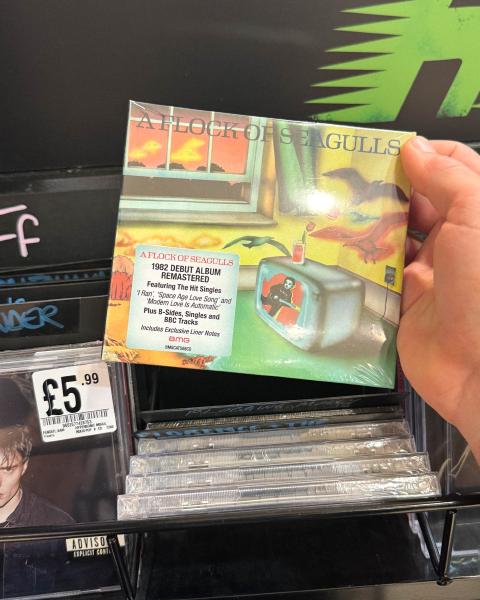 A FLOCK OF SEAGULLS
A FLOCK OF SEAGULLS
1982 DEBUT ALBUM
REMASTERED
Featuring The Hit Singles
'I Ran', 'Space Age Love Song' and
'Modern Love Is Automatic'
Plus B-Sides, Singles and
BBC Tracks
Includes Exclusive Liner Notes
BMG
£5.99
ADVISO
EXPLICIT CONT